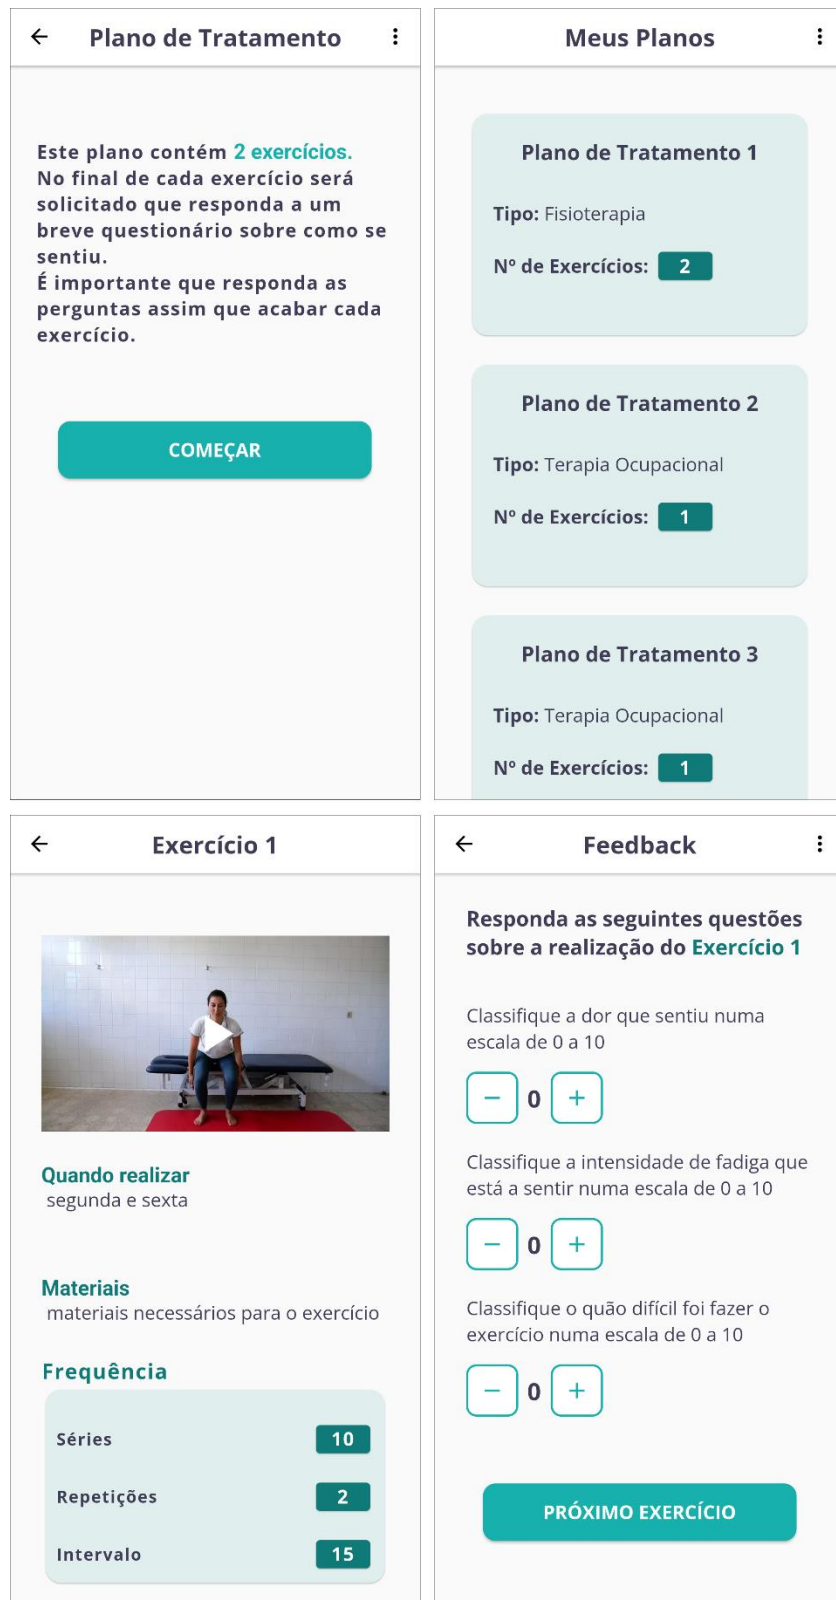 Plano de Tratamento
Este plano contém 2 exercícios.
No final de cada exercício será
solicitado que responda a um
breve questionário sobre como se
sentiu.
É importante que responda as
perguntas assim que acabar cada
exercício.
COMEÇAR
Meus Planos
Plano de Tratamento 1
Tipo: Fisioterapia
Nº de Exercícios: 2
Plano de Tratamento 2
Tipo: Terapia Ocupacional
Nº de Exercícios: 1
Plano de Tratamento 3
Tipo: Terapia Ocupacional
Nº de Exercícios: 1
Exercício 1
Quando realizar
segunda e sexta
Materiais
materiais necessários para o exercício
Frequência
Séries 10
Repetições 2
Intervalo 15
Feedback
Responda as seguintes questões
sobre a realização do Exercício 1
Classifique a dor que sentiu numa
escala de 0 a 10
− 0 +
Classifique a intensidade de fadiga que
está a sentir numa escala de 0 a 10
− 0 +
Classifique o quão difícil foi fazer o
exercício numa escala de 0 a 10
− 0 +
PRÓXIMO EXERCÍCIO